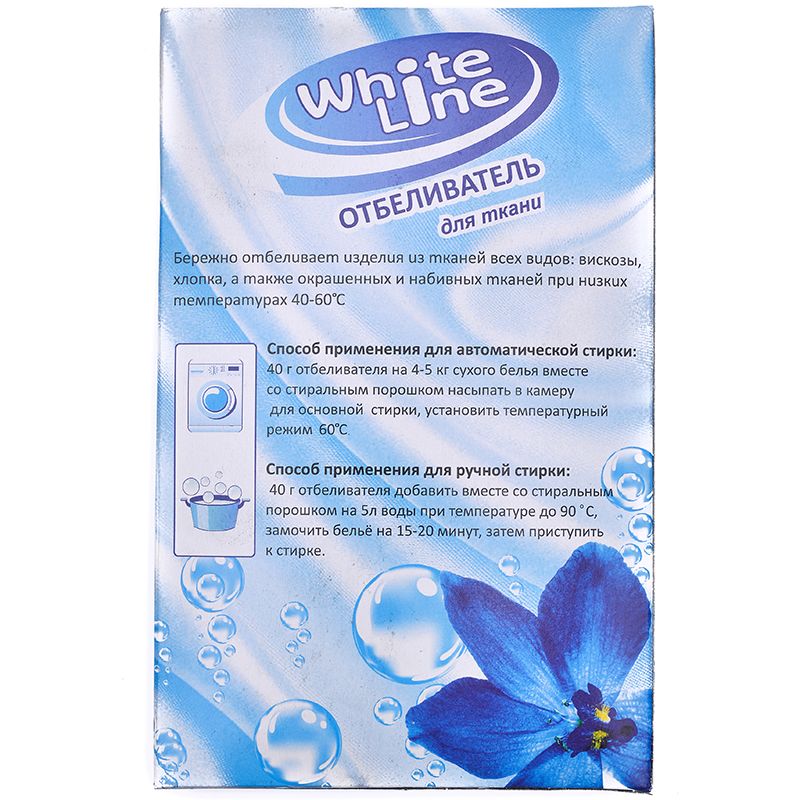 White
Line
ОТБЕЛИВАТЕЛЬ
для ткани
Бережно отбеливает изделия из тканей всех видов: вискозы,
хлопка, а также окрашенных и набивных тканей при низких
температурах 40-60°С
Способ применения для автоматической стирки:
40 г отбеливателя на 4-5 кг сухого белья вместе
со стиральным порошком насыпать в камеру
для основной стирки, установить температурный
режим 60°С
Способ применения для ручной стирки:
40 г отбеливателя добавить вместе со стиральным
порошком на 5л воды при температуре до 90˚С,
замочить бельё на 15-20 минут, затем приступить
к стирке.